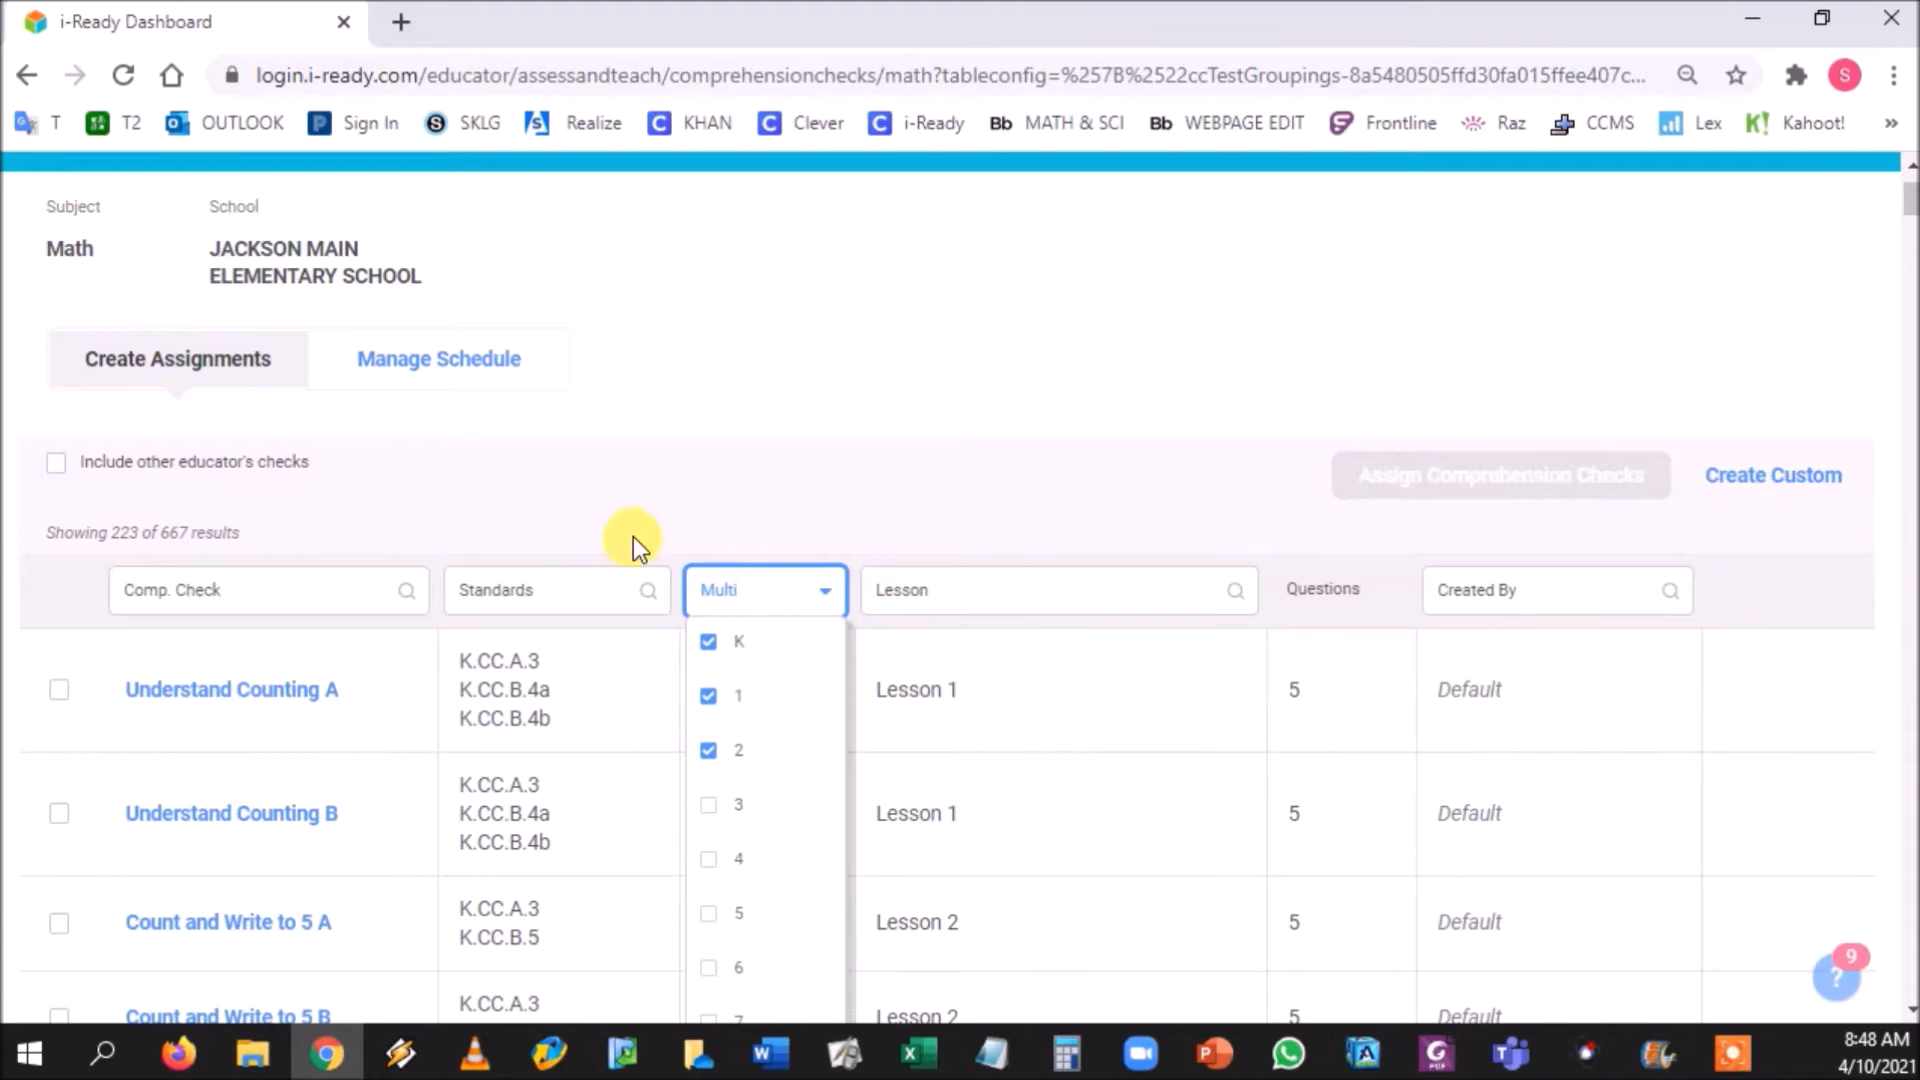 i-Ready Dashboard
login.i-ready.com/educator/assessandteach/comprehensionchecks/math?tableconfig=%257B%2522ccTestGroupings-8a5480505ffd30fa015ffee407c...
S
T T2 OUTLOOK Sign In SKLG Realize KHAN Clever i-Ready Bb MATH & SCI Bb WEBPAGE EDIT Frontline Raz CCMS Lex Kahoot! »
Subject School
Math JACKSON MAIN
ELEMENTARY SCHOOL
Create Assignments Manage Schedule
Include other educator's checks
Assign Comprehension Checks Create Custom
Showing 223 of 667 results
Comp. Check Standards Multi Lesson Questions Created By
K
1
2
3
4
5
6
7
Understand Counting A K.CC.A.3 Lesson 1 5 Default
K.CC.B.4a
K.CC.B.4b
Understand Counting B K.CC.A.3 Lesson 1 5 Default
K.CC.B.4a
K.CC.B.4b
Count and Write to 5 A K.CC.A.3 Lesson 2 5 Default
K.CC.B.5
Count and Write to 5 B K.CC.A.3 Lesson 2 5 Default
9
?
8:48 AM
4/10/2021